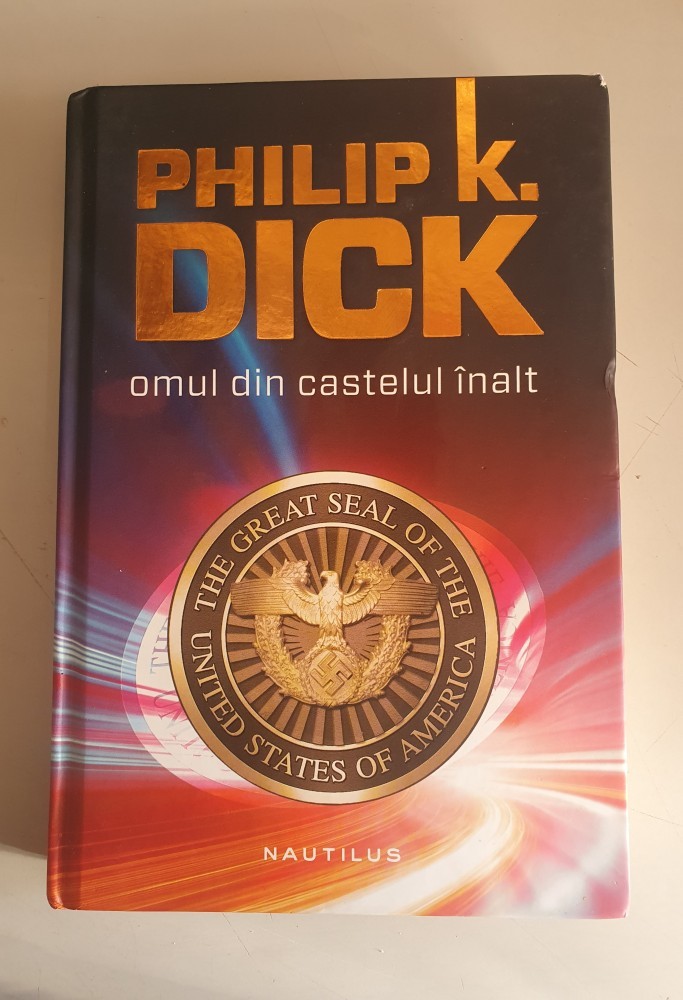 PHILIP K.
DICK
omul din castelul înalt
THE GREAT SEAL OF THE
UNITED STATES OF AMERICA
NAUTILUS